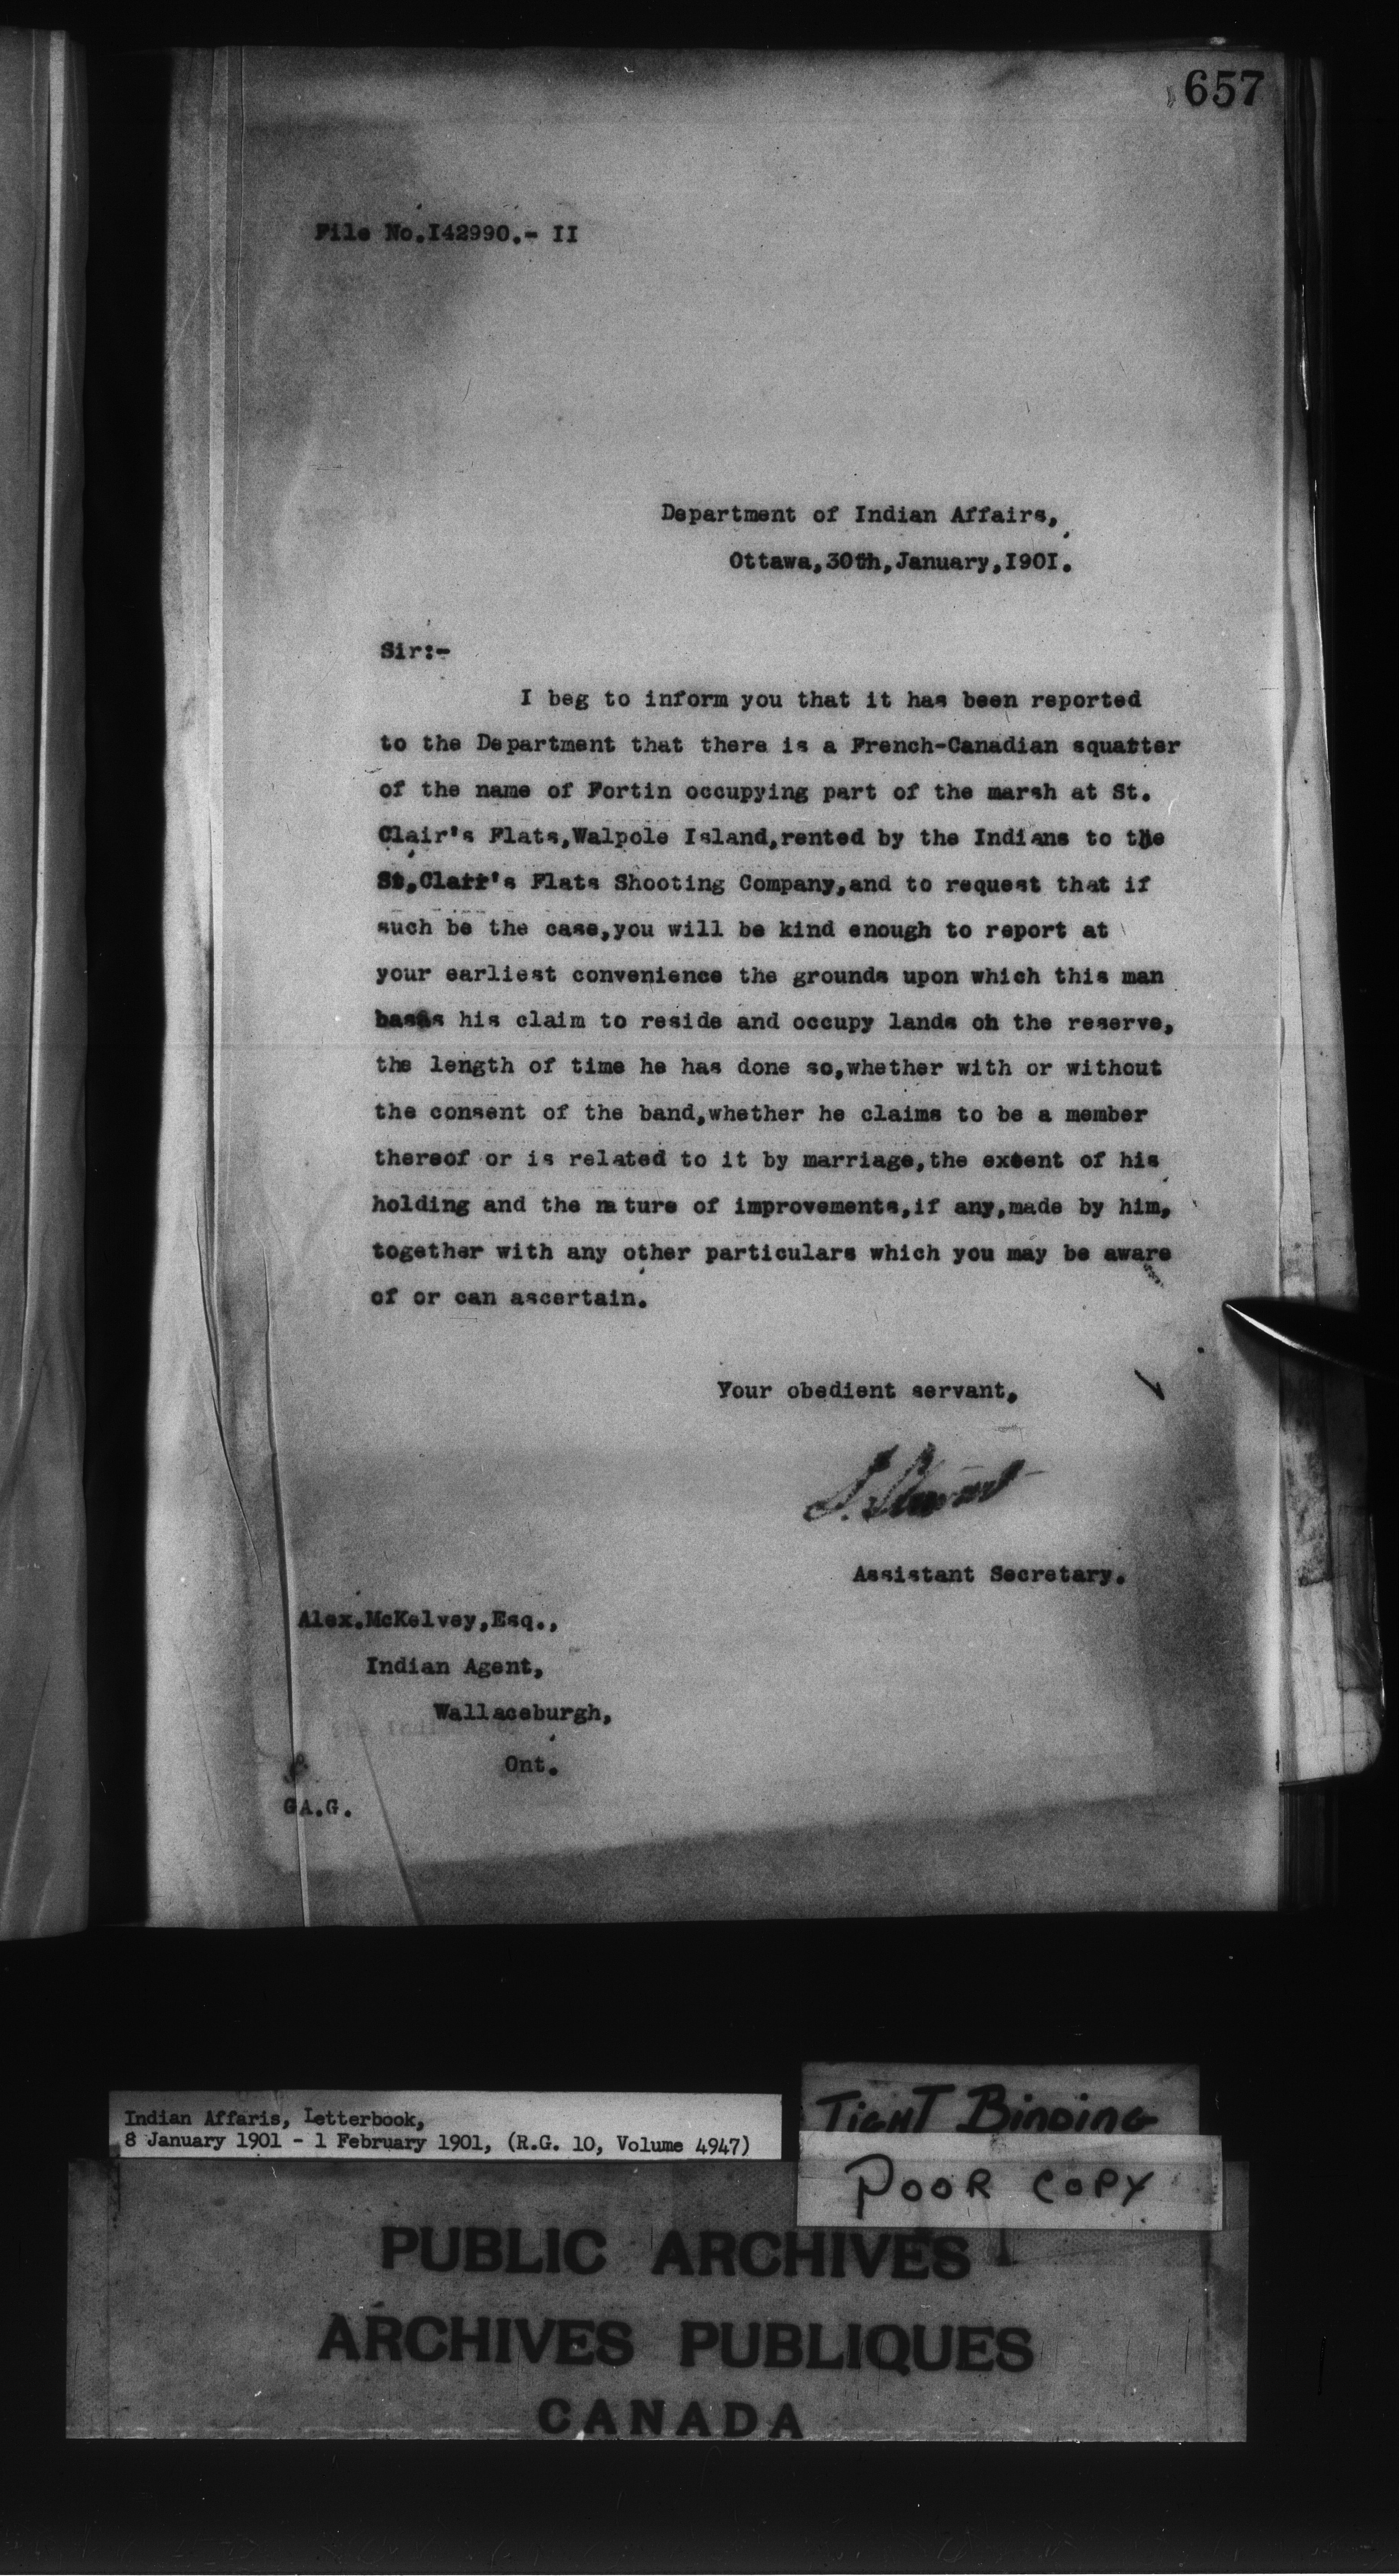 657
File No.I42990.- II
Department of Indian Affairs,
Ottawa,30th,January,I90I.
Sir:-
I beg to inform you that it has been reported
to the Department that there is a French-Canadian squatter
of the name of Fortin occupying part of the marsh at St.
Clair's Flats,Walpole Island,rented by the Indians to the
St.Clair's Flats Shooting Company,and to request that if
such be the case,you will be kind enough to report at
your earliest convenience the grounds upon which this man
bases his claim to reside and occupy lands on the reserve,
the length of time he has done so,whether with or without
the consent of the band,whether he claims to be a member
thereof or is related to it by marriage,the extent of his
holding and the nature of improvements,if any,made by him,
together with any other particulars which you may be aware
of or can ascertain.
Your obedient servant,
S. Stewart
Assistant Secretary.
Alex.McKelvey,Esq.,
Indian Agent,
Wallaceburgh,
Ont.
GA.G.
Indian Affaris, Letterbook,
8 January 1901 - 1 February 1901, (R.G. 10, Volume 4947)
TIGHT BINDING
POOR COPY
PUBLIC ARCHIVES
ARCHIVES PUBLIQUES
CANADA